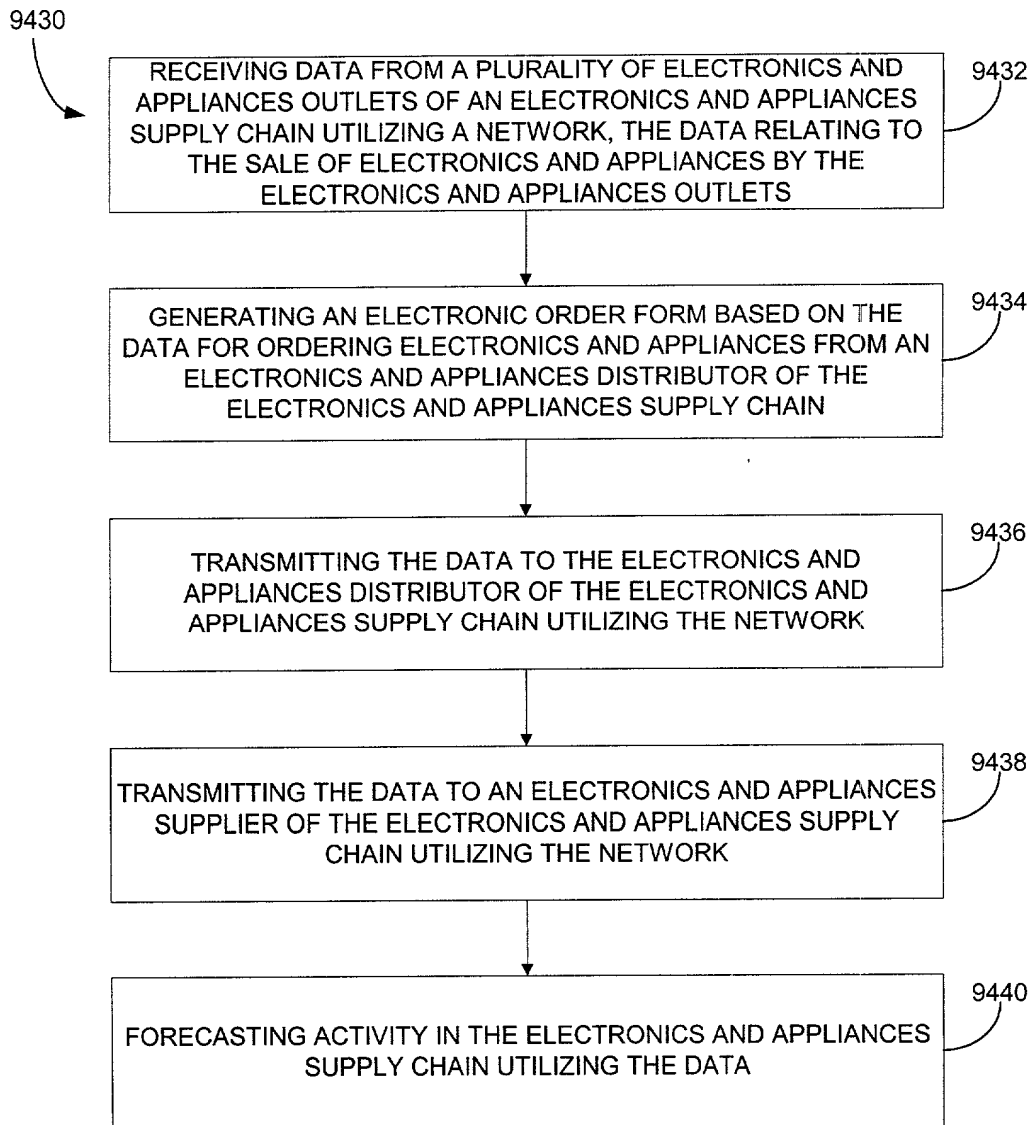 9430
RECEIVING DATA FROM A PLURALITY OF ELECTRONICS AND
APPLIANCES OUTLETS OF AN ELECTRONICS AND APPLIANCES
SUPPLY CHAIN UTILIZING A NETWORK, THE DATA RELATING TO
THE SALE OF ELECTRONICS AND APPLIANCES BY THE
ELECTRONICS AND APPLIANCES OUTLETS
9432
GENERATING AN ELECTRONIC ORDER FORM BASED ON THE
DATA FOR ORDERING ELECTRONICS AND APPLIANCES FROM AN
ELECTRONICS AND APPLIANCES DISTRIBUTOR OF THE
ELECTRONICS AND APPLIANCES SUPPLY CHAIN
9434
TRANSMITTING THE DATA TO THE ELECTRONICS AND
APPLIANCES DISTRIBUTOR OF THE ELECTRONICS AND
APPLIANCES SUPPLY CHAIN UTILIZING THE NETWORK
9436
TRANSMITTING THE DATA TO AN ELECTRONICS AND APPLIANCES
SUPPLIER OF THE ELECTRONICS AND APPLIANCES SUPPLY
CHAIN UTILIZING THE NETWORK
9438
FORECASTING ACTIVITY IN THE ELECTRONICS AND APPLIANCES
SUPPLY CHAIN UTILIZING THE DATA
9440